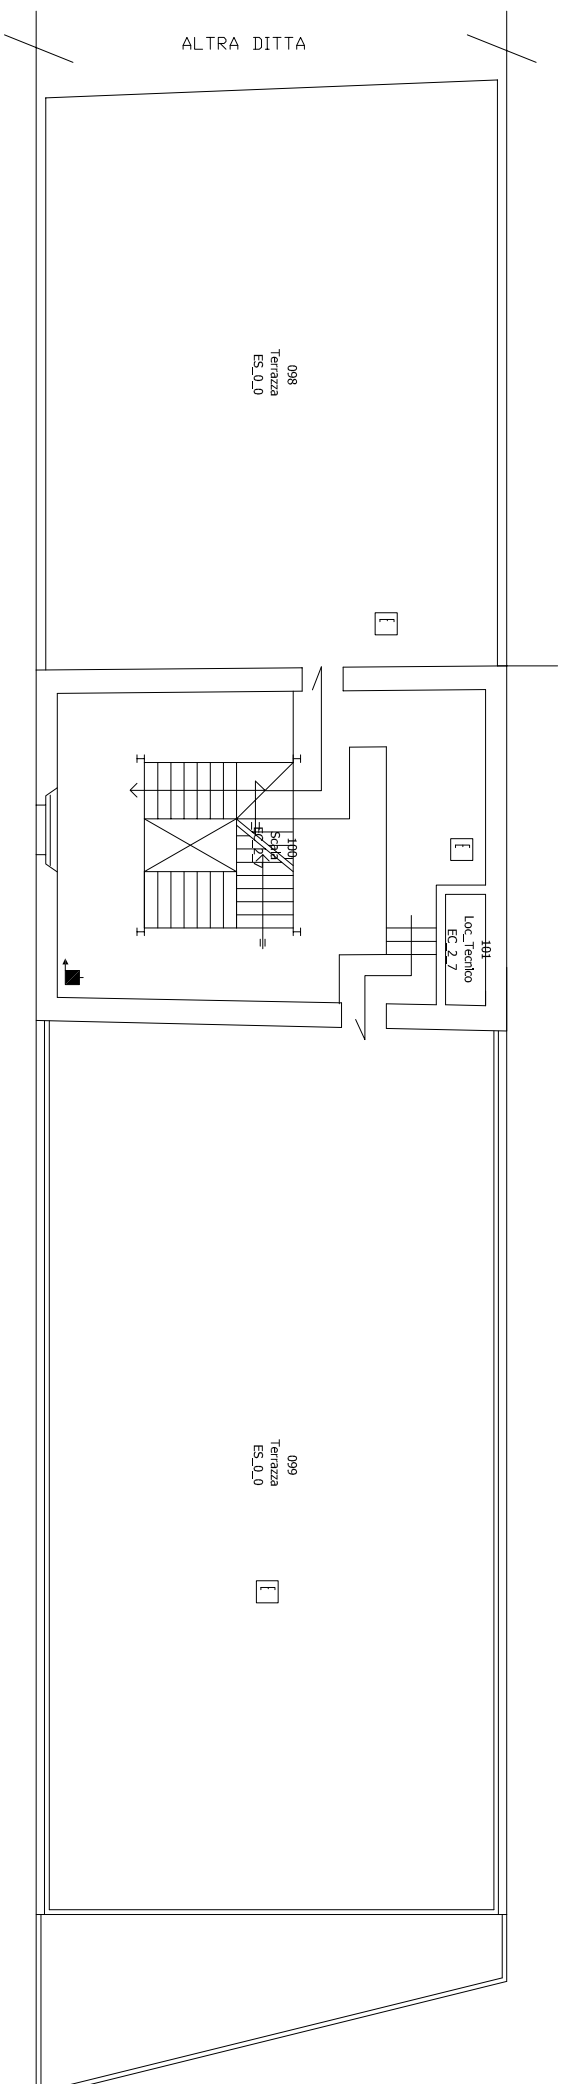 ALTRA DITTA
098
Terrazza
ES_0_0
100
Scala
101
Loc_Tecnico
EC_2_7
099
Terrazza
ES_0_0